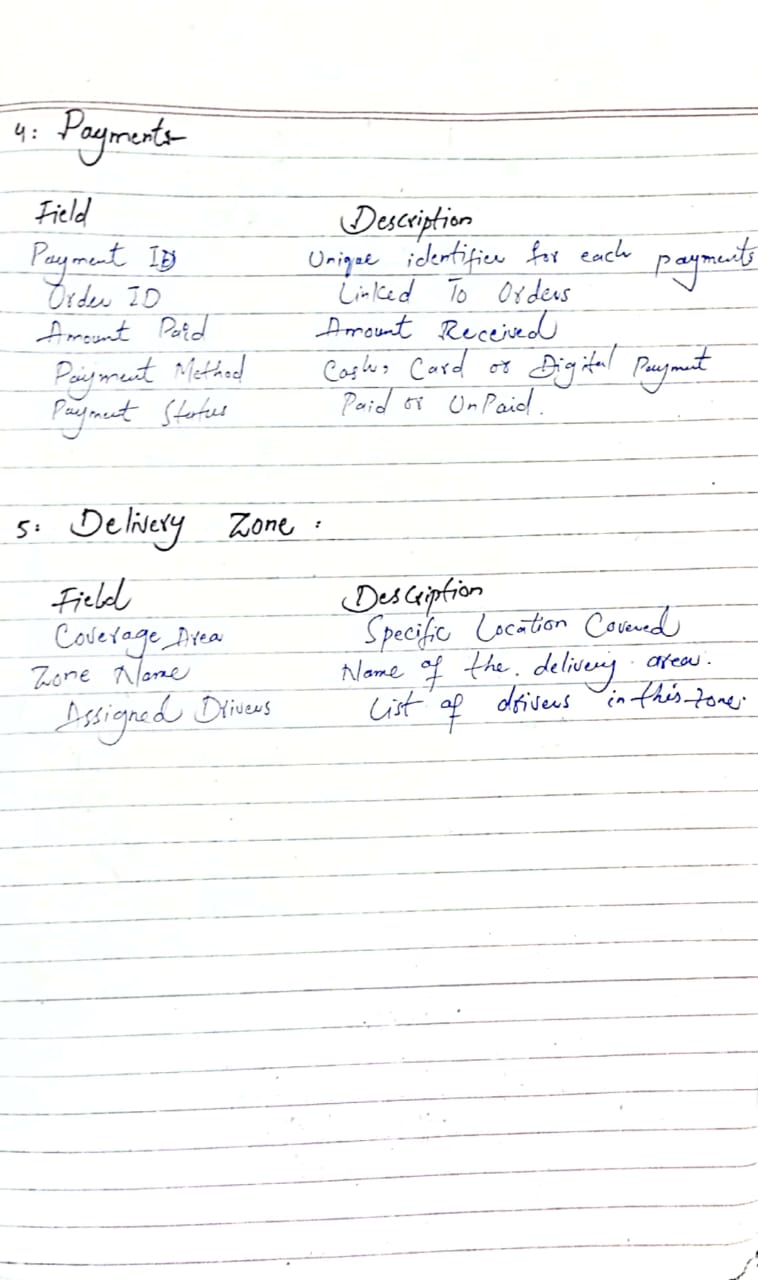 4: Payments
Field Description
Payment ID Unique identifier for each payments
Order ID Linked To Orders
Amount Paid Amount Received
Payment Method Cash, Card or Digital Payment
Payment Status Paid or UnPaid.
5: Delivery Zone :
Field Description
Coverage Area Specific Location Covered
Zone Name Name of the delivery area.
Assigned Drivers List of drivers in this zone.